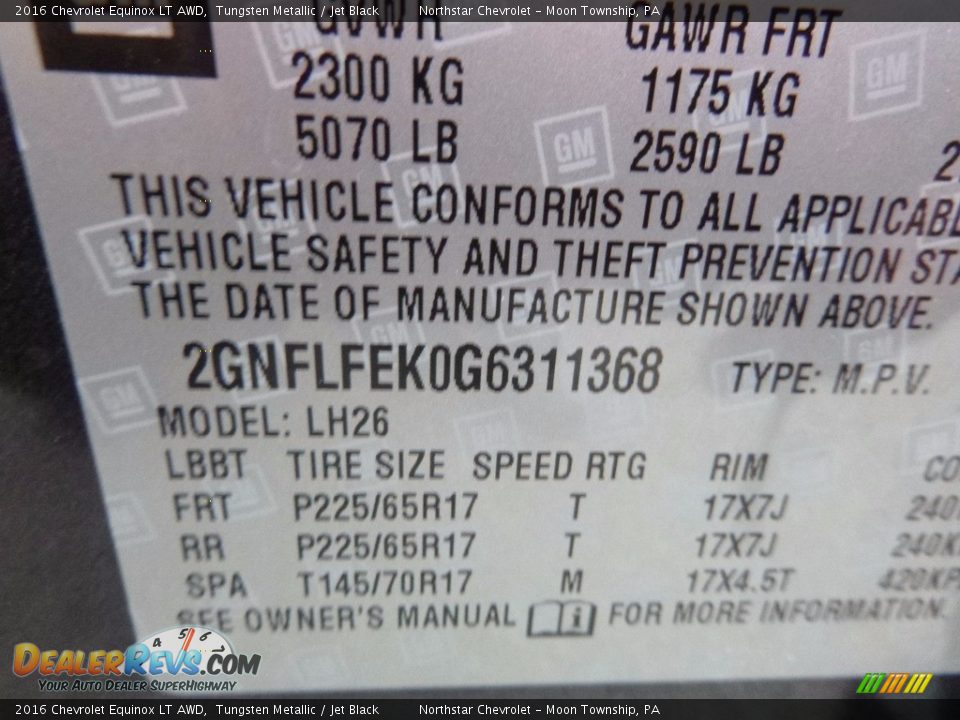 2016 Chevrolet Equinox LT AWD, Tungsten Metallic / Jet Black Northstar Chevrolet - Moon Township, PA
GVWR GAWR FRT
2300 KG 1175 KG
5070 LB 2590 LB
THIS VEHICLE CONFORMS TO ALL
VEHICLE SAFETY AND THEFT PREVENTION
THE DATE OF MANUFACTURE SHOWN ABOVE.
2GNFLFEK0G6311368 TYPE: M.P.V.
MODEL: LH26
LBBT TIRE SIZE SPEED RTG RIM
FRT P225/65R17 T 17X7J
RR P225/65R17 T 17X7J
SPA T145/70R17 M 17X4.5T
SEE OWNER'S MANUAL FOR MORE INFORMATION.
GM
DEALERREVS.COM
YOUR AUTO DEALER SUPERHIGHWAY
2016 Chevrolet Equinox LT AWD, Tungsten Metallic / Jet Black Northstar Chevrolet - Moon Township, PA